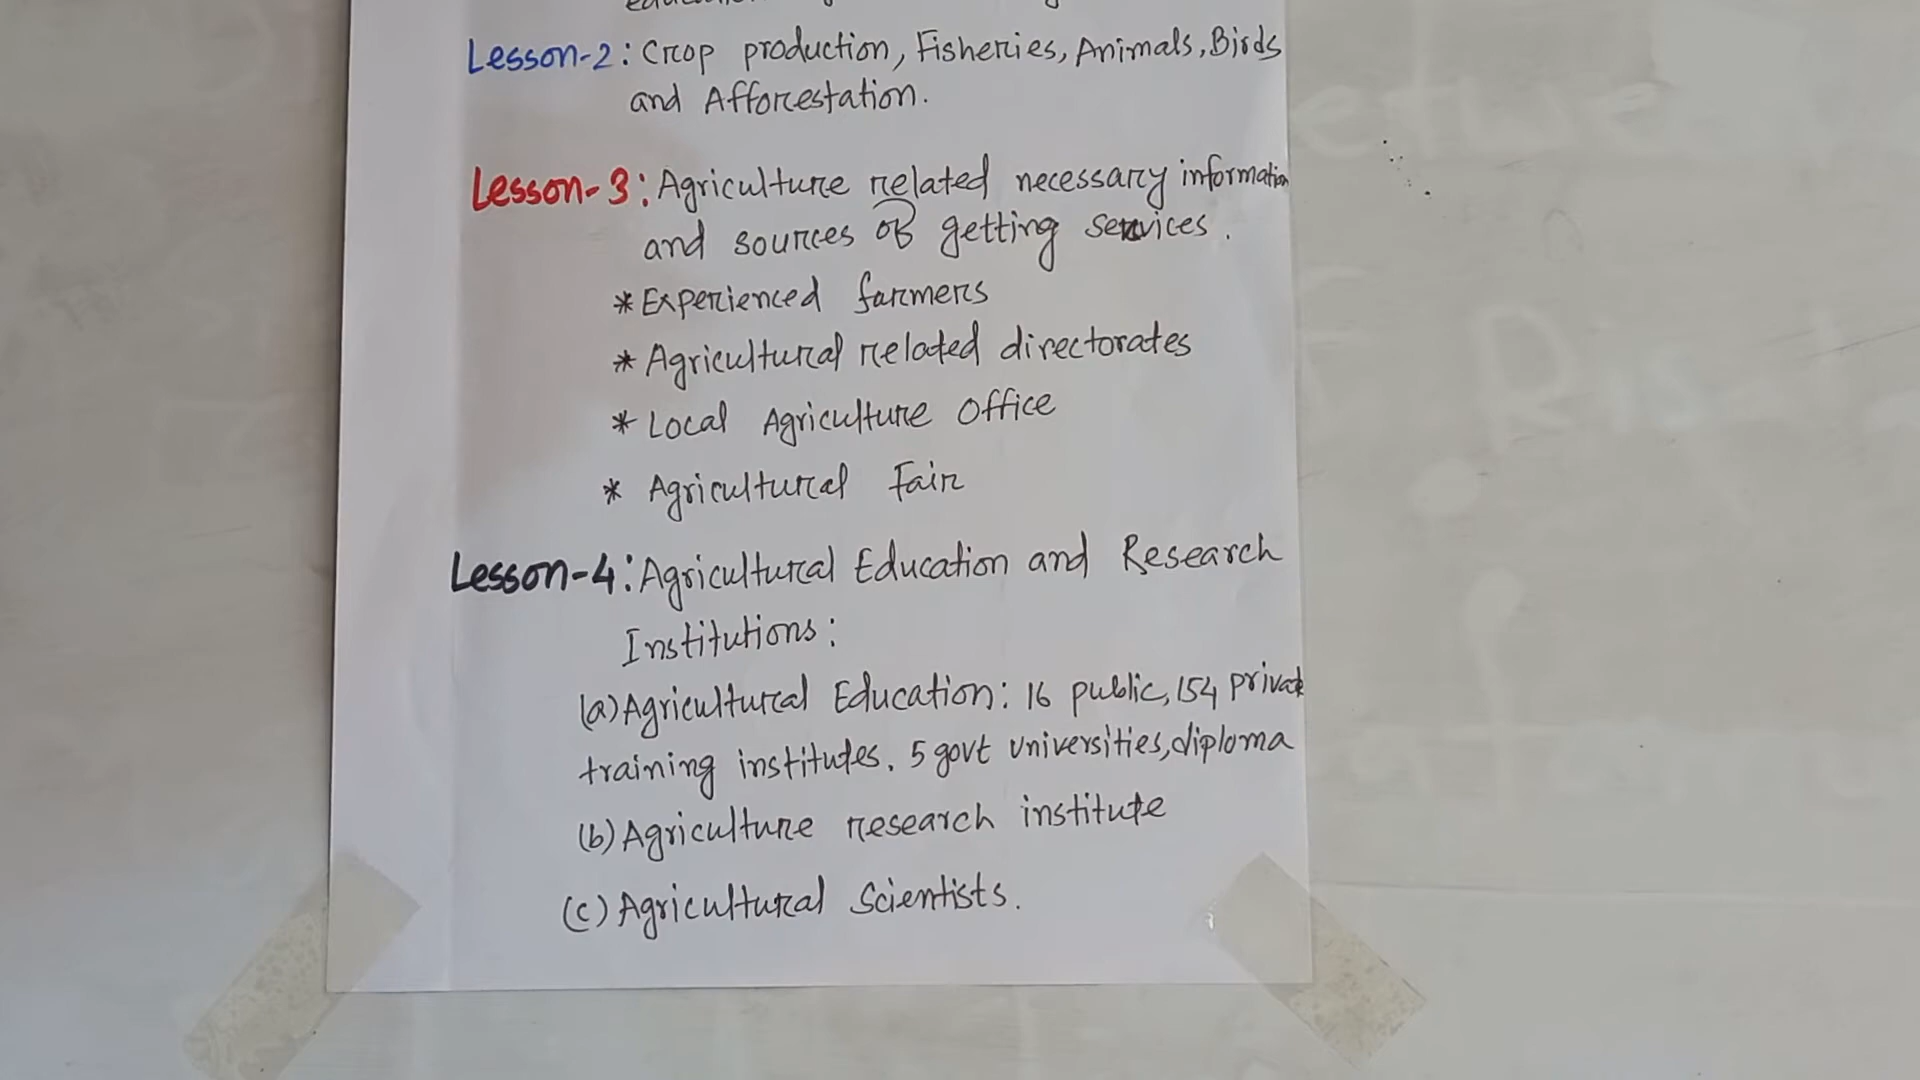 Lesson-2: Crop production, Fisheries, Animals, Birds
and Afforestation.
Lesson-3: Agriculture related necessary information
and sources of getting services.
* Experienced farmers
* Agricultural related directorates
* Local Agriculture Office
* Agricultural Fair
Lesson-4: Agricultural Education and Research
Institutions:
(a) Agricultural Education: 16 public, 154 private
training institutes. 5 govt universities, diploma
(b) Agriculture research institute
(c) Agricultural Scientists.